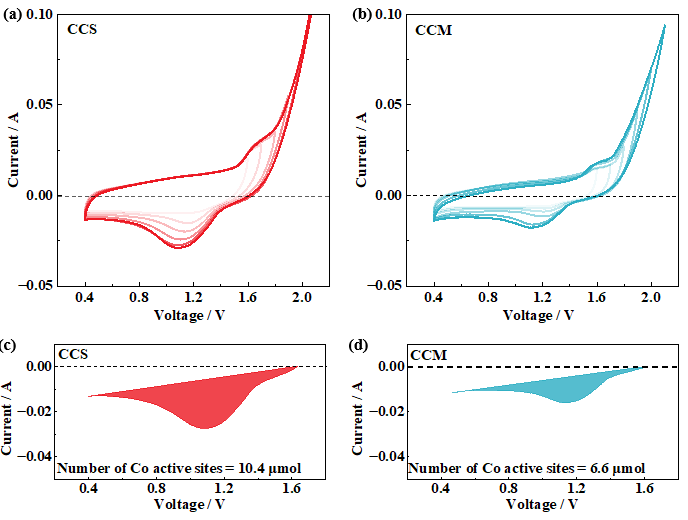 (a)
CCS
0.10
0.05
0.00
−0.05
Current / A
0.4
0.8
1.2
1.6
2.0
Voltage / V
(b)
CCM
0.10
0.05
0.00
−0.05
Current / A
0.4
0.8
1.2
1.6
2.0
Voltage / V
(c)
CCS
0.00
−0.02
−0.04
Current / A
Number of Co active sites = 10.4 μmol
0.4
0.8
1.2
1.6
Voltage / V
(d)
CCM
0.00
−0.02
−0.04
Current / A
Number of Co active sites = 6.6 μmol
0.4
0.8
1.2
1.6
Voltage / V